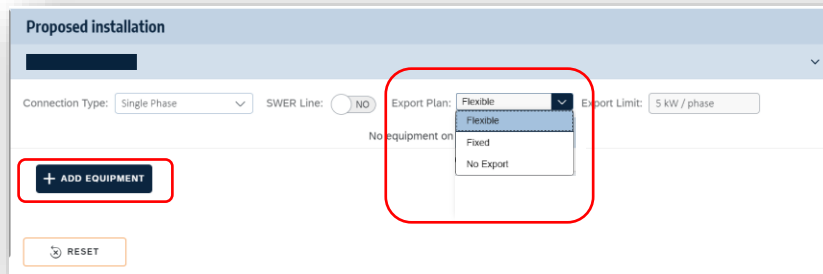 Proposed installation
Connection Type: Single Phase SWER Line: NO Export Plan: Flexible Export Limit: 5 kW / phase
Flexible
No equipment on
Fixed
No Export
+ ADD EQUIPMENT
RESET